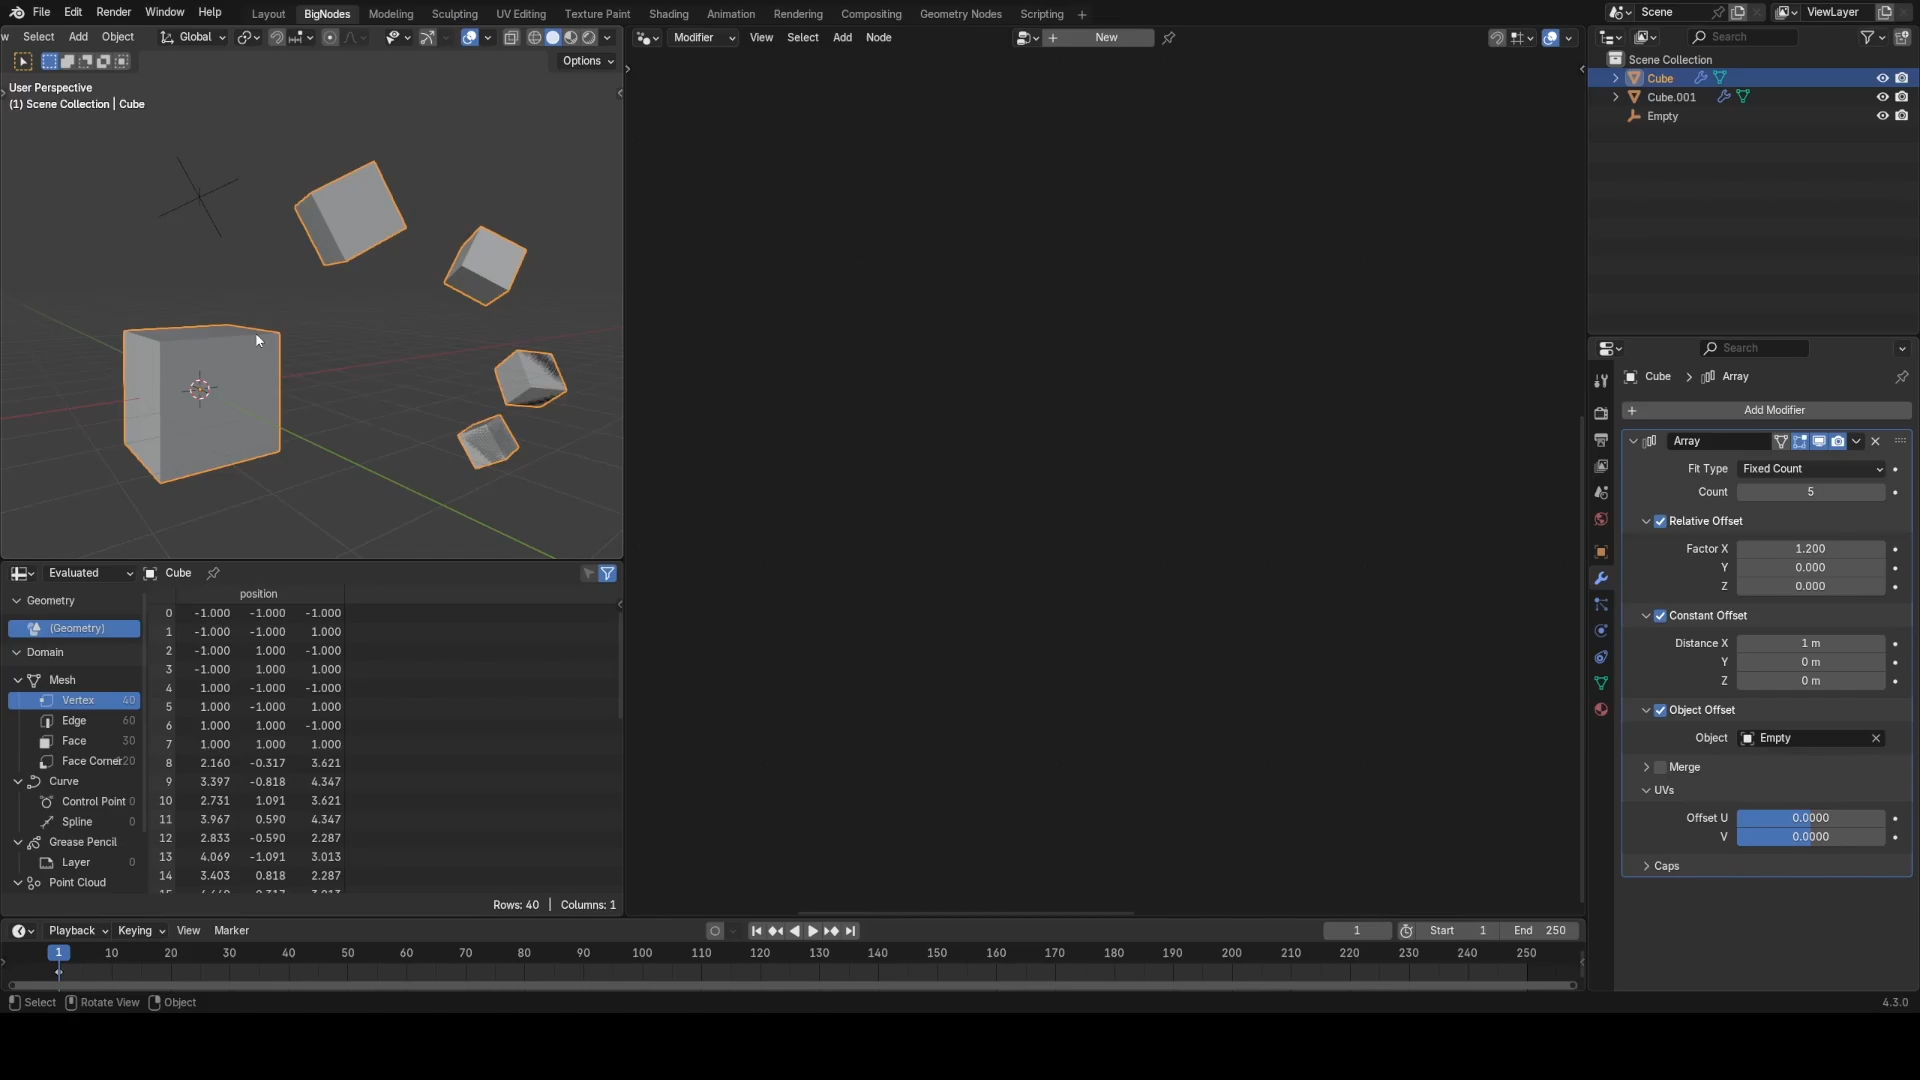 File Edit Render Window Help Layout BigNodes Modeling Sculpting UV Editing Texture Paint Shading Animation Rendering Compositing Geometry Nodes Scripting Scene ViewLayer
w Select Add Object Global
Options
User Perspective
(1) Scene Collection | Cube
Modifier View Select Add Node New
Search
Scene Collection
Cube
Cube.001
Empty
Search
Cube Array
Add Modifier
Array
Fit Type Fixed Count
Count 5
Relative Offset
Factor X 1.200
Y 0.000
Z 0.000
Constant Offset
Distance X 1 m
Y 0 m
Z 0 m
Object Offset
Object Empty
Merge
UVs
Offset U 0.0000
V 0.0000
Caps
Evaluated Cube
Geometry
(Geometry)
Domain
Mesh
Vertex 40
Edge 60
Face 30
Curve
Control Point 0
Spline 0
Grease Pencil
Layer 0
Point Cloud
position
0 -1.000 -1.000 -1.000
1 -1.000 -1.000 1.000
2 -1.000 1.000 -1.000
3 -1.000 1.000 1.000
4 1.000 -1.000 -1.000
5 1.000 -1.000 1.000
6 1.000 1.000 -1.000
7 1.000 1.000 1.000
8 2.160 -0.317 3.621
9 3.397 -0.818 4.347
10 2.731 1.091 3.621
11 3.967 0.590 4.347
12 2.833 -0.590 2.287
13 4.069 -1.091 3.013
14 3.403 0.818 2.287
Rows: 40 | Columns: 1
Playback Keying View Marker 1 Start 1 End 250
1 10 20 30 40 50 60 70 80 90 100 110 120 130 140 150 160 170 180 190 200 210 220 230 240 250
Select Rotate View Object 4.3.0